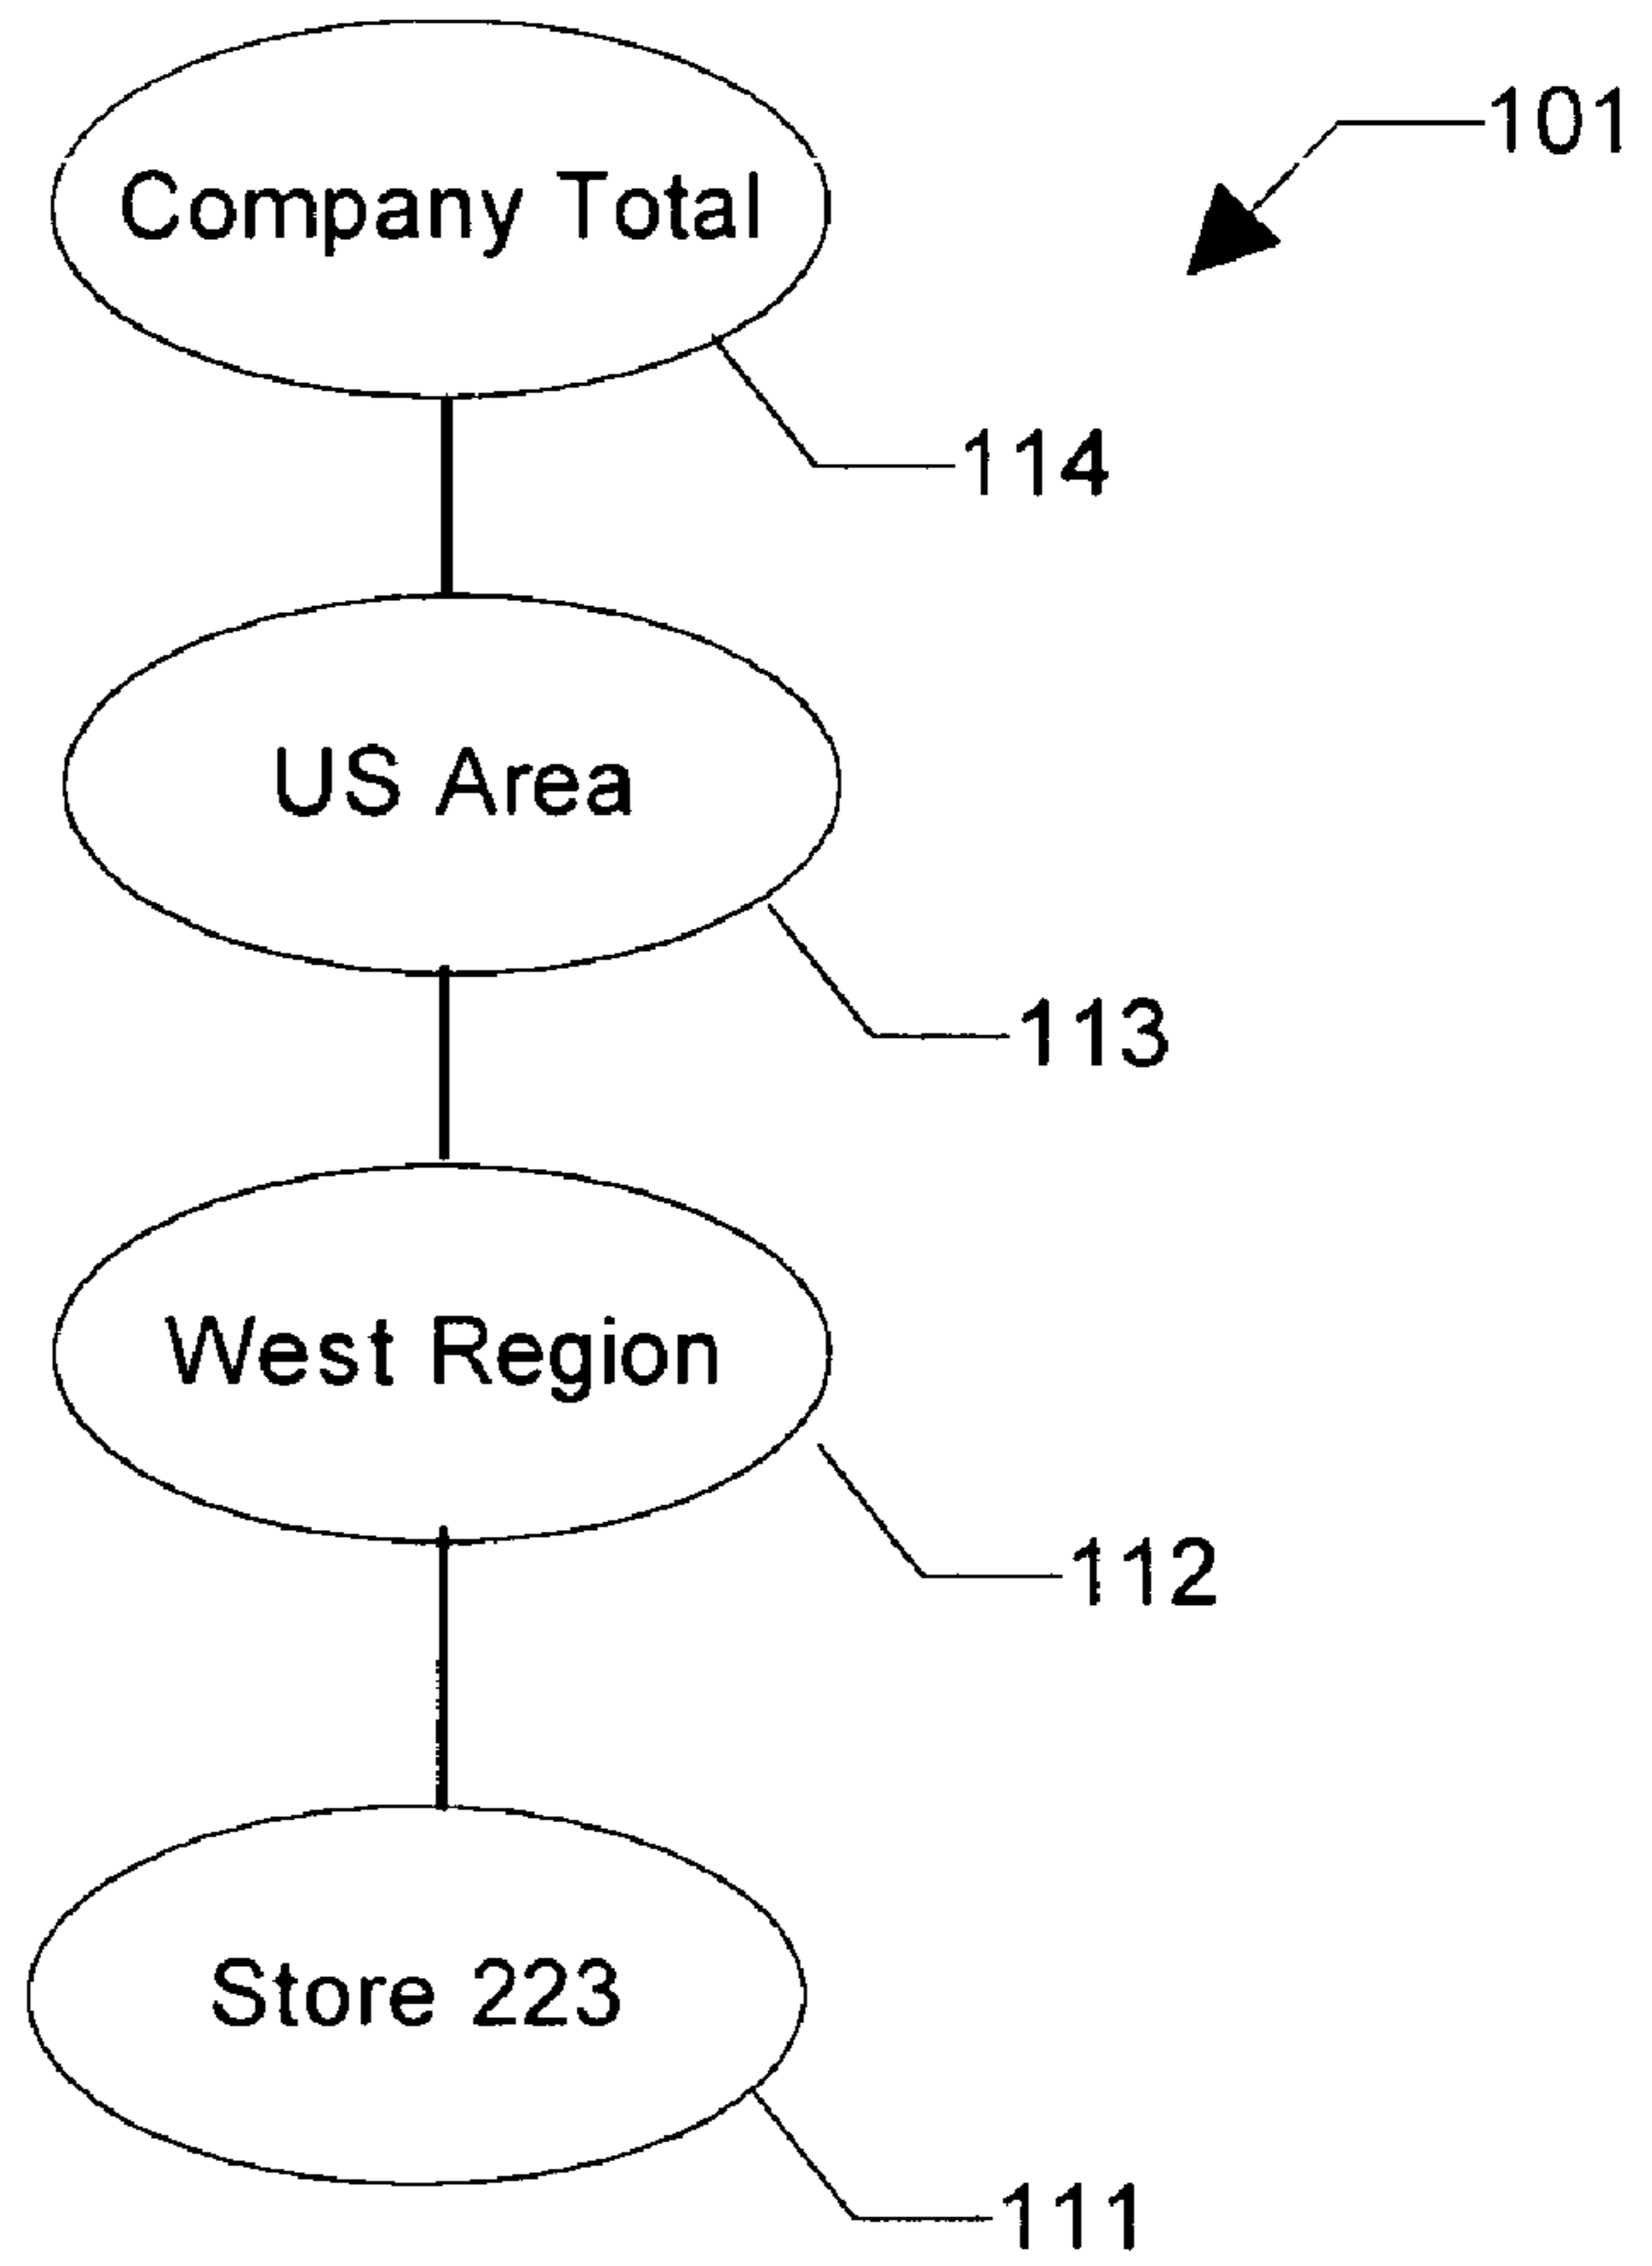 Company Total
101
114
US Area
113
West Region
112
Store 223
111